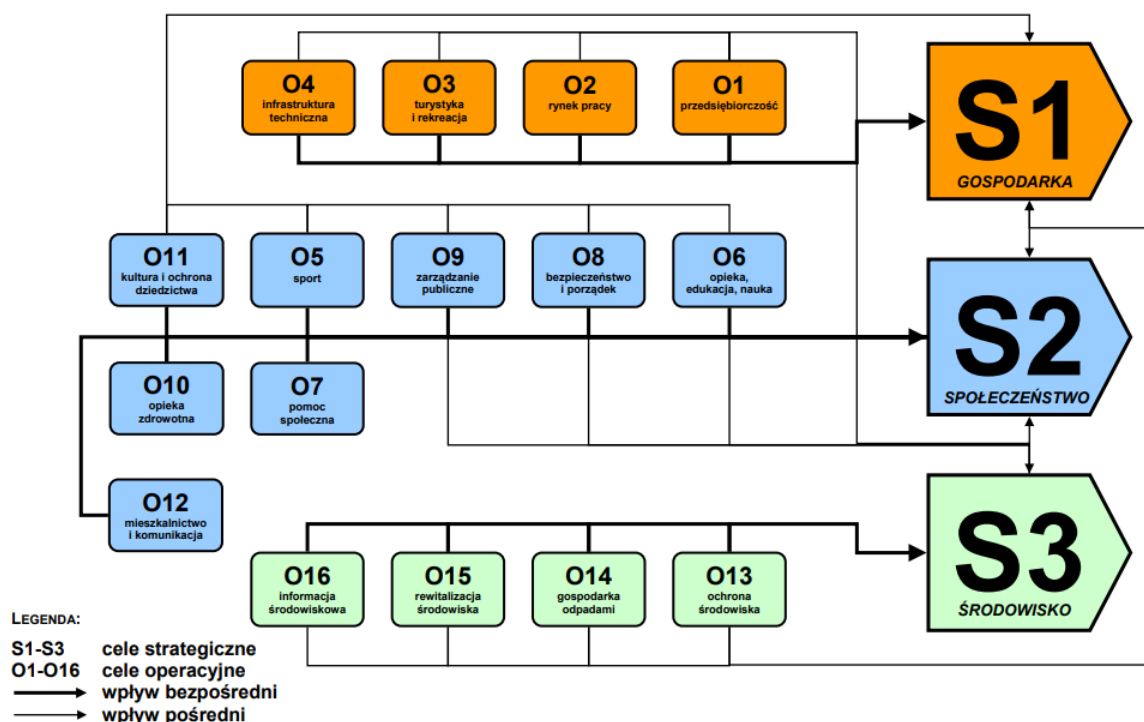 O4
infrastruktura
techniczna
O3
turystyka
i rekreacja
O2
rynek pracy
O1
przedsiębiorczość
S1
GOSPODARKA
O11
kultura i ochrona
dziedzictwa
O5
sport
O9
zarządzanie
publiczne
O8
bezpieczeństwo
i porządek
O6
opieka,
edukacja, nauka
S2
SPOŁECZEŃSTWO
O10
opieka
zdrowotna
O7
pomoc
społeczna
O12
mieszkalnictwo
i komunikacja
O16
informacja
środowiskowa
O15
rewitalizacja
środowiska
O14
gospodarka
odpadami
O13
ochrona
środowiska
S3
ŚRODOWISKO
LEGENDA:
S1-S3 cele strategiczne
O1-O16 cele operacyjne
wpływ bezpośredni
wpływ pośredni